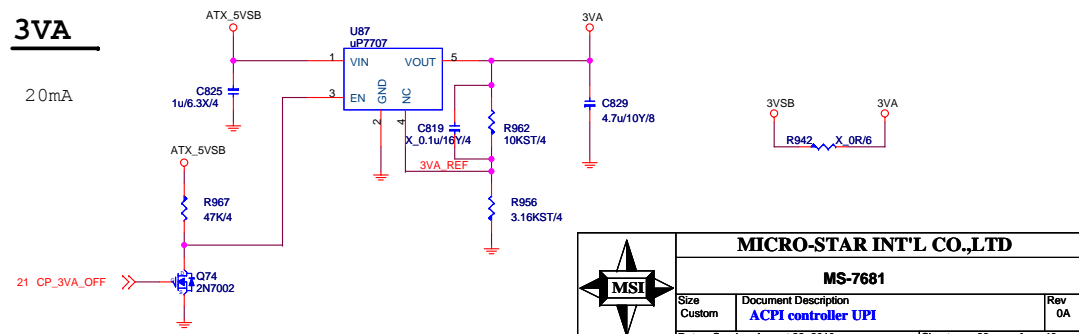 3VA
20mA
ATX_5VSB
U87
uP7707
1
VIN
VOUT
5
3
EN
GND
NC
2
4
C825
1u/6.3X/4
3VA
C829
4.7u/10Y/8
C819
X_0.1u/16Y/4
R962
10KST/4
3VA_REF
R956
3.16KST/4
ATX_5VSB
R967
47K/4
21 CP_3VA_OFF
Q74
2N7002
3VSB
3VA
R942
X_0R/6
MSI
MICRO-STAR INT'L CO.,LTD
MS-7681
Size
Custom
Document Description
ACPI controller UPI
Rev
0A